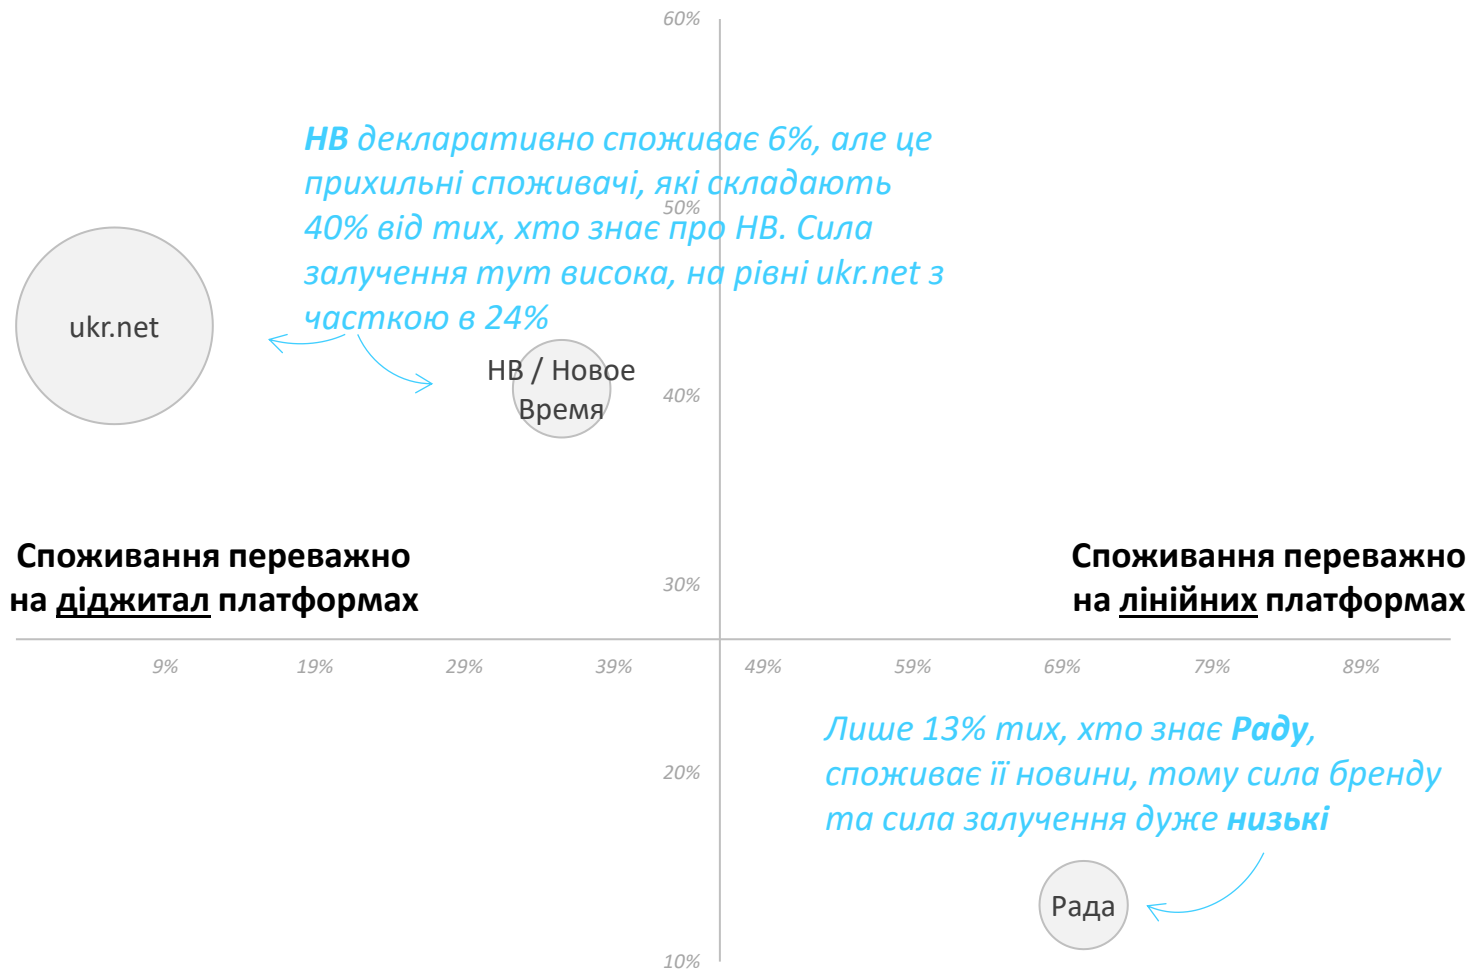 60%
НВ декларативно споживає 6%, але це
прихильні споживачі, які складають
50%
40% від тих, хто знає про НВ. Сила
залучення тут висока, на рівні ukr.net з
часткою в 24%
ukr.net
НВ / Новое
Время
40%
Споживання переважно
на діджитал платформах
30%
Споживання переважно
на лінійних платформах
9% 19% 29% 39% 49% 59% 69% 79% 89%
Лише 13% тих, хто знає Раду,
споживає її новини, тому сила бренду
та сила залучення дуже низькі
20%
Рада
10%